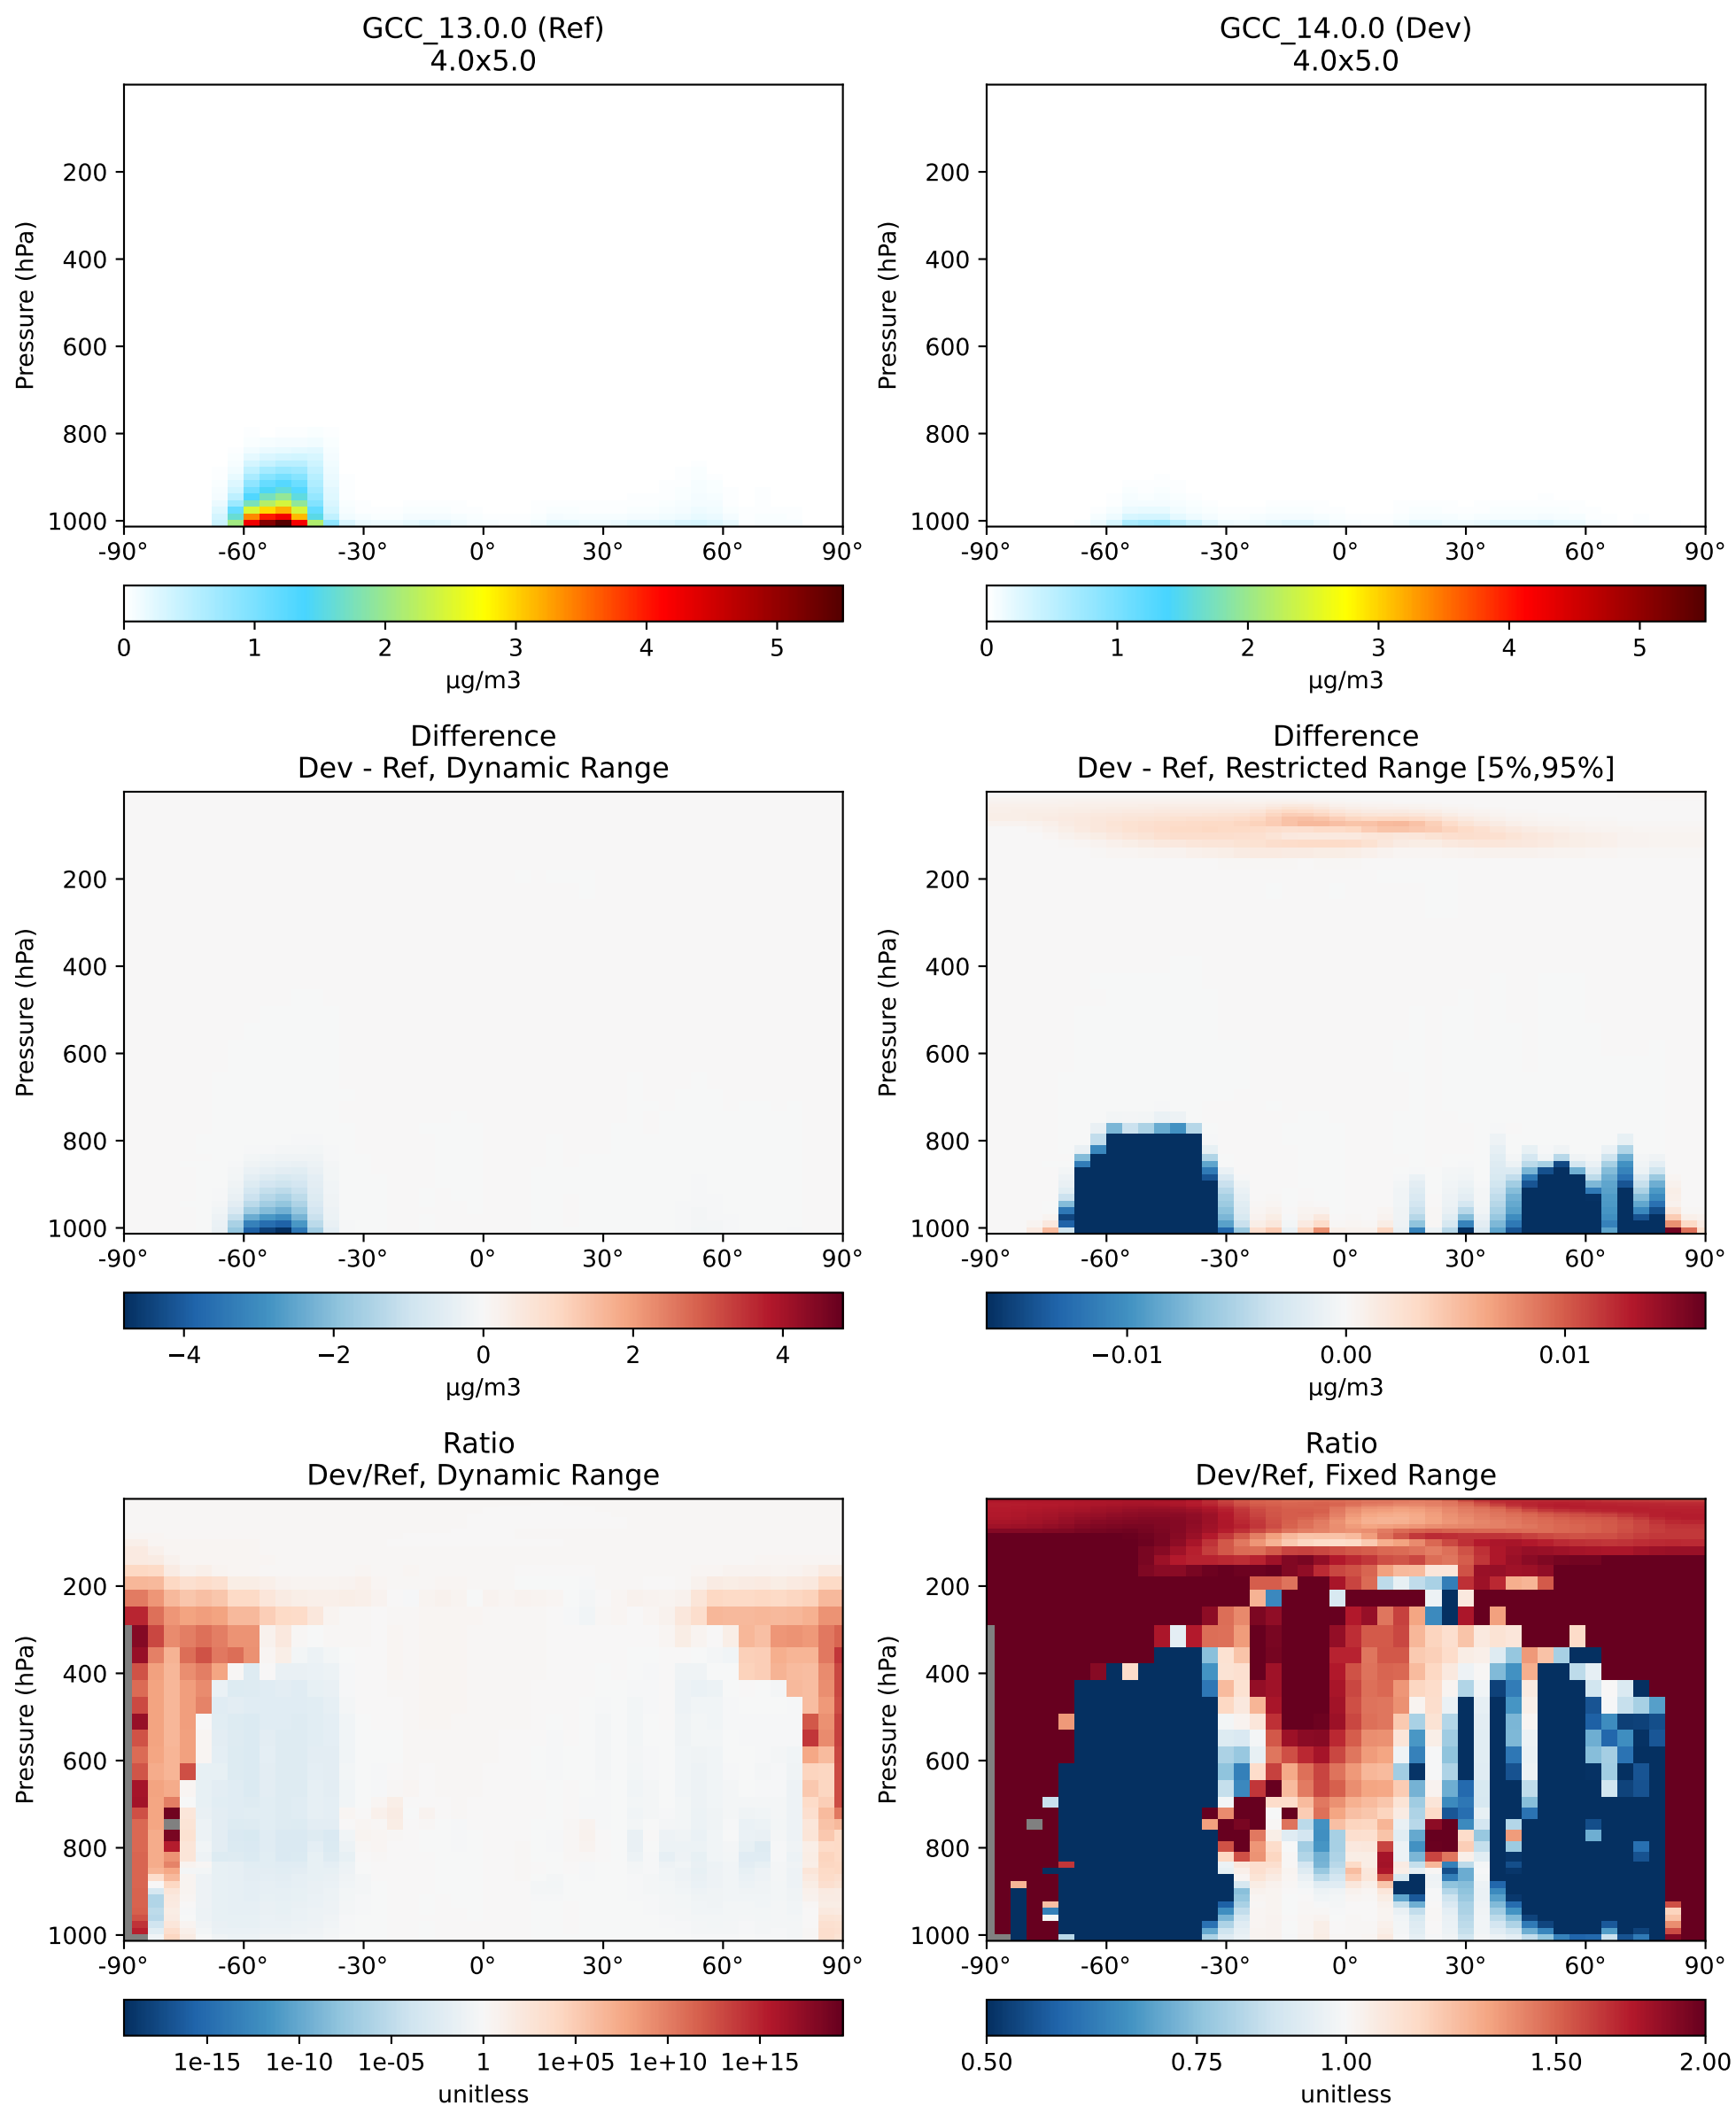 GCC_13.0.0 (Ref)
4.0x5.0
Pressure (hPa)
200
400
600
800
1000
-90° -60° -30° 0° 30° 60° 90°
0 1 2 3 4 5
μg/m3
GCC_14.0.0 (Dev)
4.0x5.0
Pressure (hPa)
200
400
600
800
1000
-90° -60° -30° 0° 30° 60° 90°
0 1 2 3 4 5
μg/m3
Difference
Dev - Ref, Dynamic Range
Pressure (hPa)
200
400
600
800
1000
-90° -60° -30° 0° 30° 60° 90°
−4 −2 0 2 4
μg/m3
Difference
Dev - Ref, Restricted Range [5%,95%]
Pressure (hPa)
200
400
600
800
1000
-90° -60° -30° 0° 30° 60° 90°
−0.01 0.00 0.01
μg/m3
Ratio
Dev/Ref, Dynamic Range
Pressure (hPa)
200
400
600
800
1000
-90° -60° -30° 0° 30° 60° 90°
1e-15 1e-10 1e-05 1 1e+05 1e+10 1e+15
unitless
Ratio
Dev/Ref, Fixed Range
Pressure (hPa)
200
400
600
800
1000
-90° -60° -30° 0° 30° 60° 90°
0.50 0.75 1.00 1.50 2.00
unitless